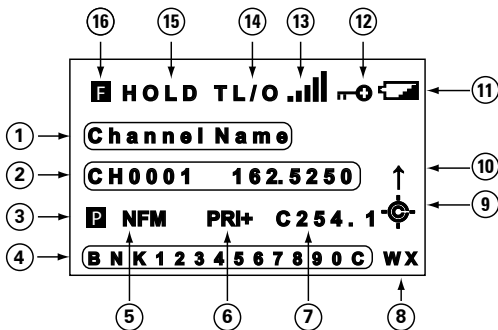 16 15 14 13 12
F HOLD TL/O
11
1 Channel Name
2 CH0001 162.5250
10
9
C
3 P NFM PRI+ C254.1
4 BNK1234567890C WX
5 6 7 8